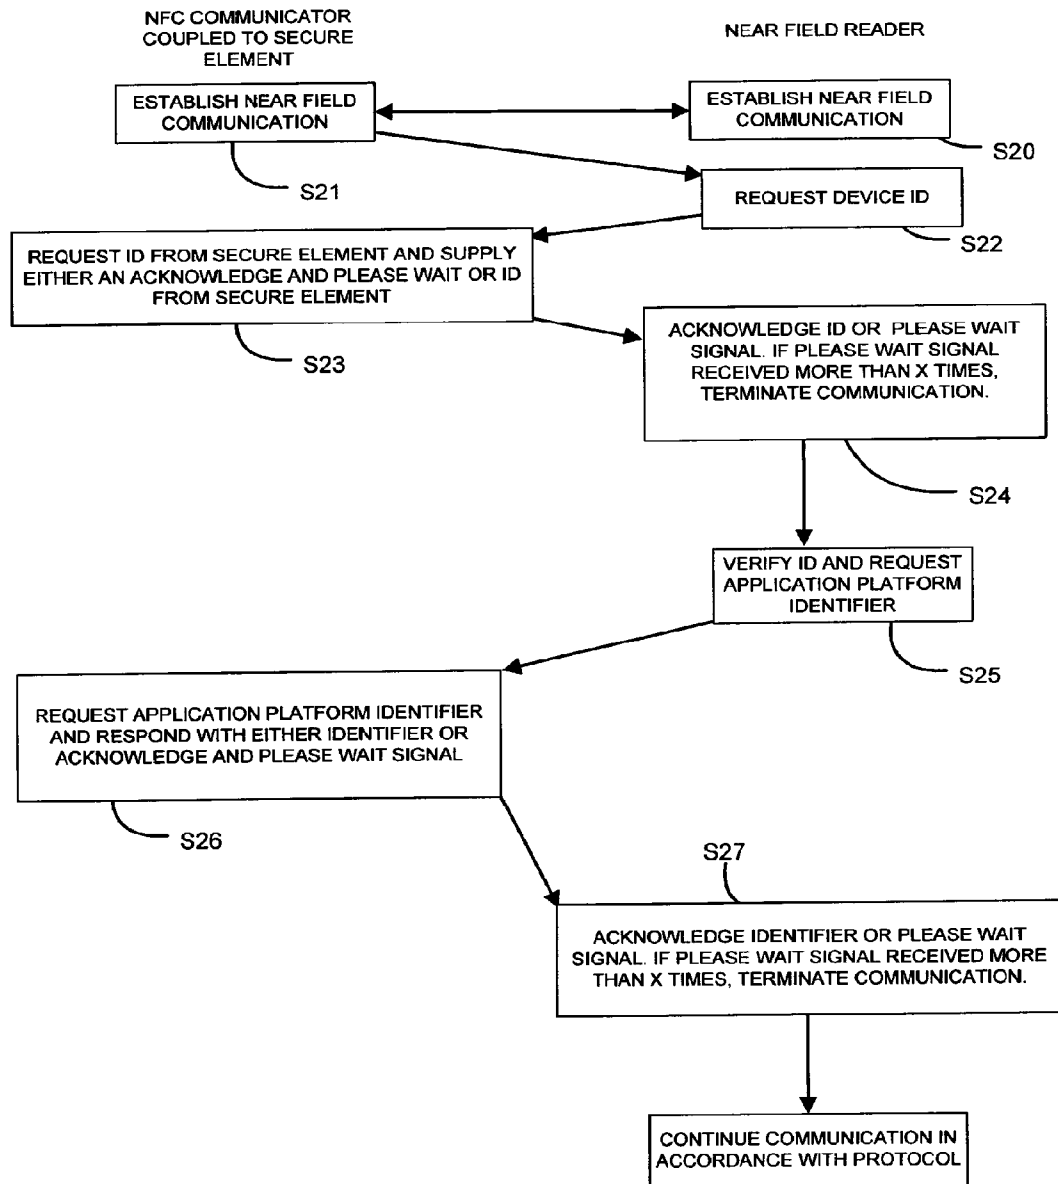 NFC COMMUNICATOR
COUPLED TO SECURE
ELEMENT
NEAR FIELD READER
ESTABLISH NEAR FIELD
COMMUNICATION
ESTABLISH NEAR FIELD
COMMUNICATION
S20
S21
REQUEST DEVICE ID
S22
REQUEST ID FROM SECURE ELEMENT AND SUPPLY
EITHER AN ACKNOWLEDGE AND PLEASE WAIT OR ID
FROM SECURE ELEMENT
S23
ACKNOWLEDGE ID OR PLEASE WAIT
SIGNAL. IF PLEASE WAIT SIGNAL
RECEIVED MORE THAN X TIMES,
TERMINATE COMMUNICATION.
S24
VERIFY ID AND REQUEST
APPLICATION PLATFORM
IDENTIFIER
S25
REQUEST APPLICATION PLATFORM IDENTIFIER
AND RESPOND WITH EITHER IDENTIFIER OR
ACKNOWLEDGE AND PLEASE WAIT SIGNAL
S26
S27
ACKNOWLEDGE IDENTIFIER OR PLEASE WAIT
SIGNAL. IF PLEASE WAIT SIGNAL RECEIVED MORE
THAN X TIMES, TERMINATE COMMUNICATION.
CONTINUE COMMUNICATION IN
ACCORDANCE WITH PROTOCOL